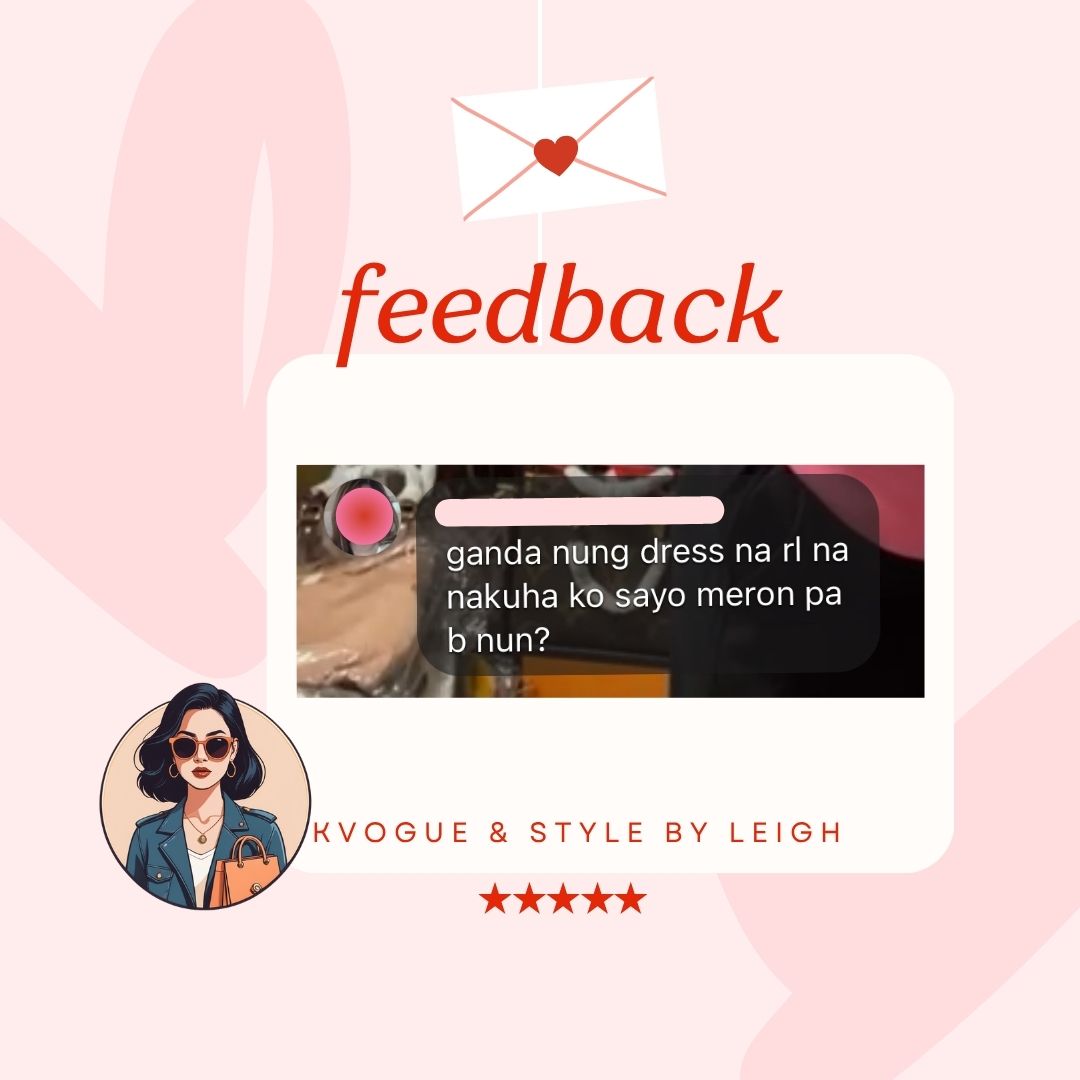 feedback
ganda nung dress na rl na
nakuha ko sayo meron pa
b nun?
KVOGUE & STYLE BY LEIGH